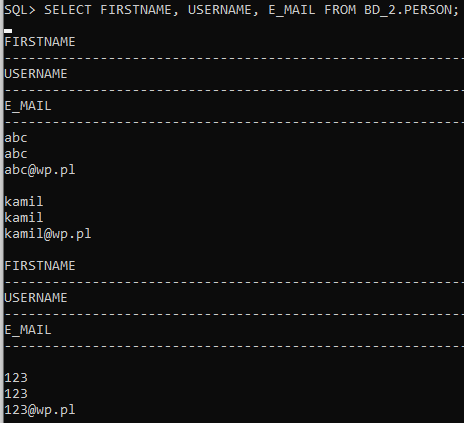 SQL> SELECT FIRSTNAME, USERNAME, E_MAIL FROM BD_2.PERSON;
FIRSTNAME
--------------------------------------------------------
USERNAME
--------------------------------------------------------
E_MAIL
--------------------------------------------------------
abc
abc
abc@wp.pl
kamil
kamil
kamil@wp.pl
FIRSTNAME
--------------------------------------------------------
USERNAME
--------------------------------------------------------
E_MAIL
--------------------------------------------------------
123
123
123@wp.pl